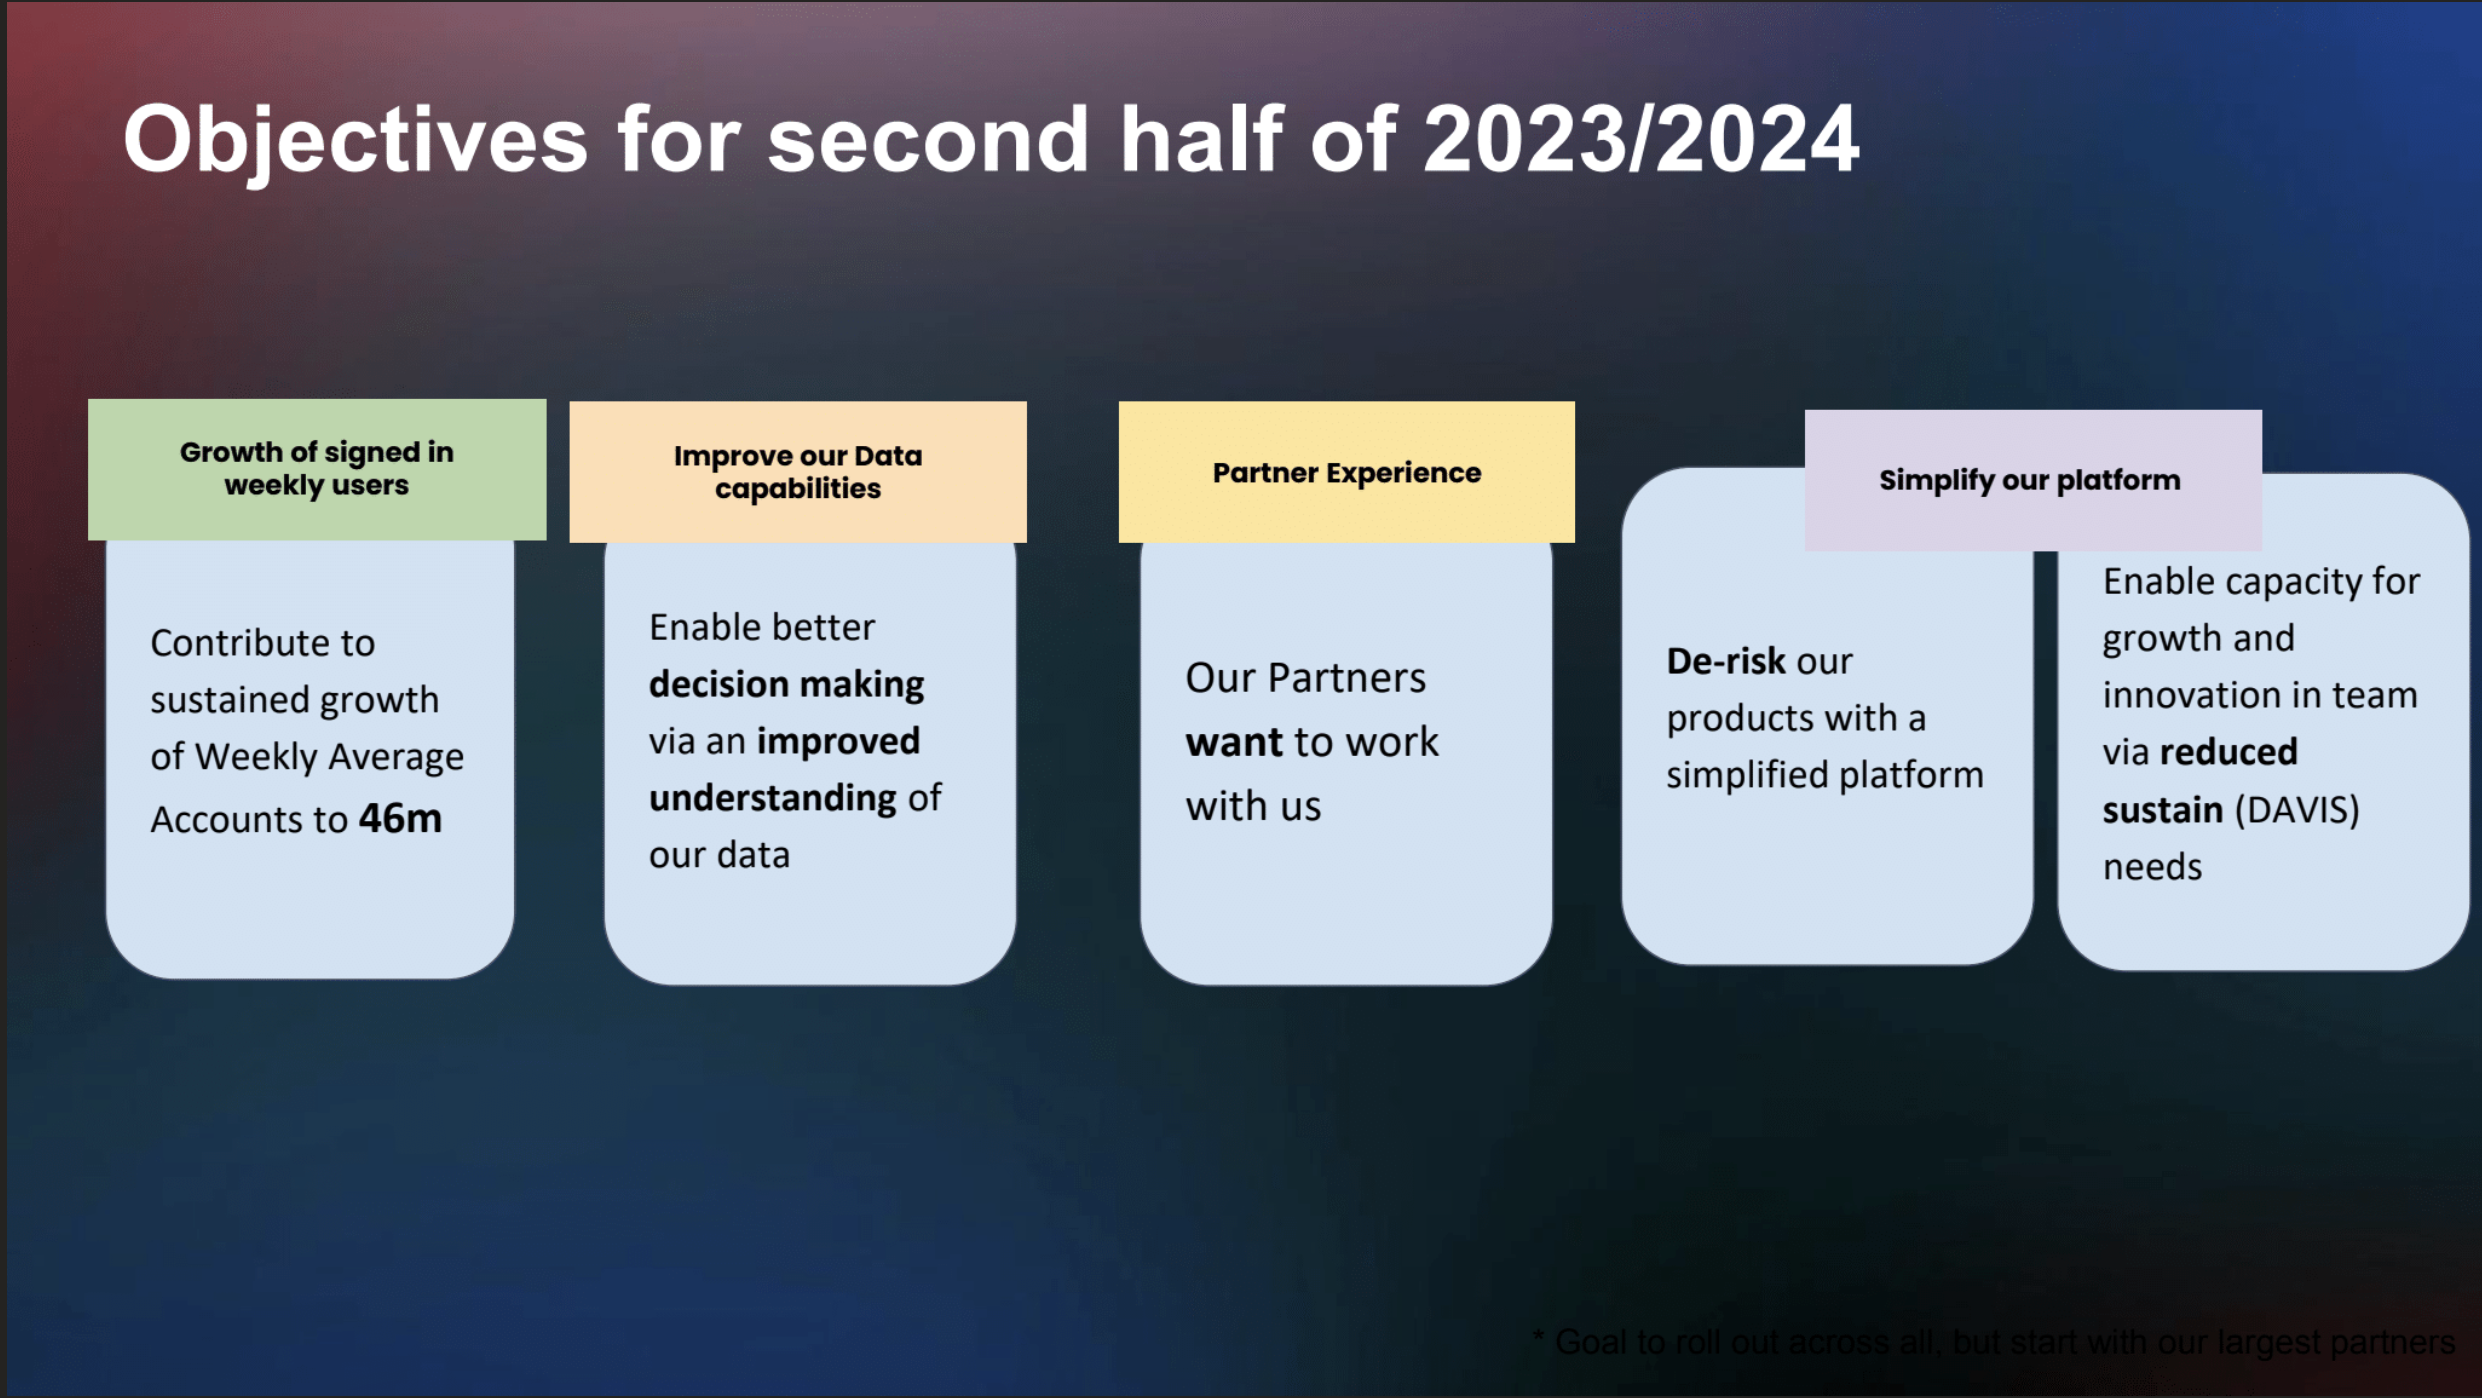 Objectives for second half of 2023/2024
Growth of signed in
weekly users
Contribute to
sustained growth
of Weekly Average
Accounts to 46m
Improve our Data
capabilities
Enable better
decision making
via an improved
understanding of
our data
Partner Experience
Our Partners
want to work
with us
Simplify our platform
De-risk our
products with a
simplified platform
Enable capacity for
growth and
innovation in team
via reduced
sustain (DAVIS)
needs
* Goal to roll out across all, but start with our largest partners